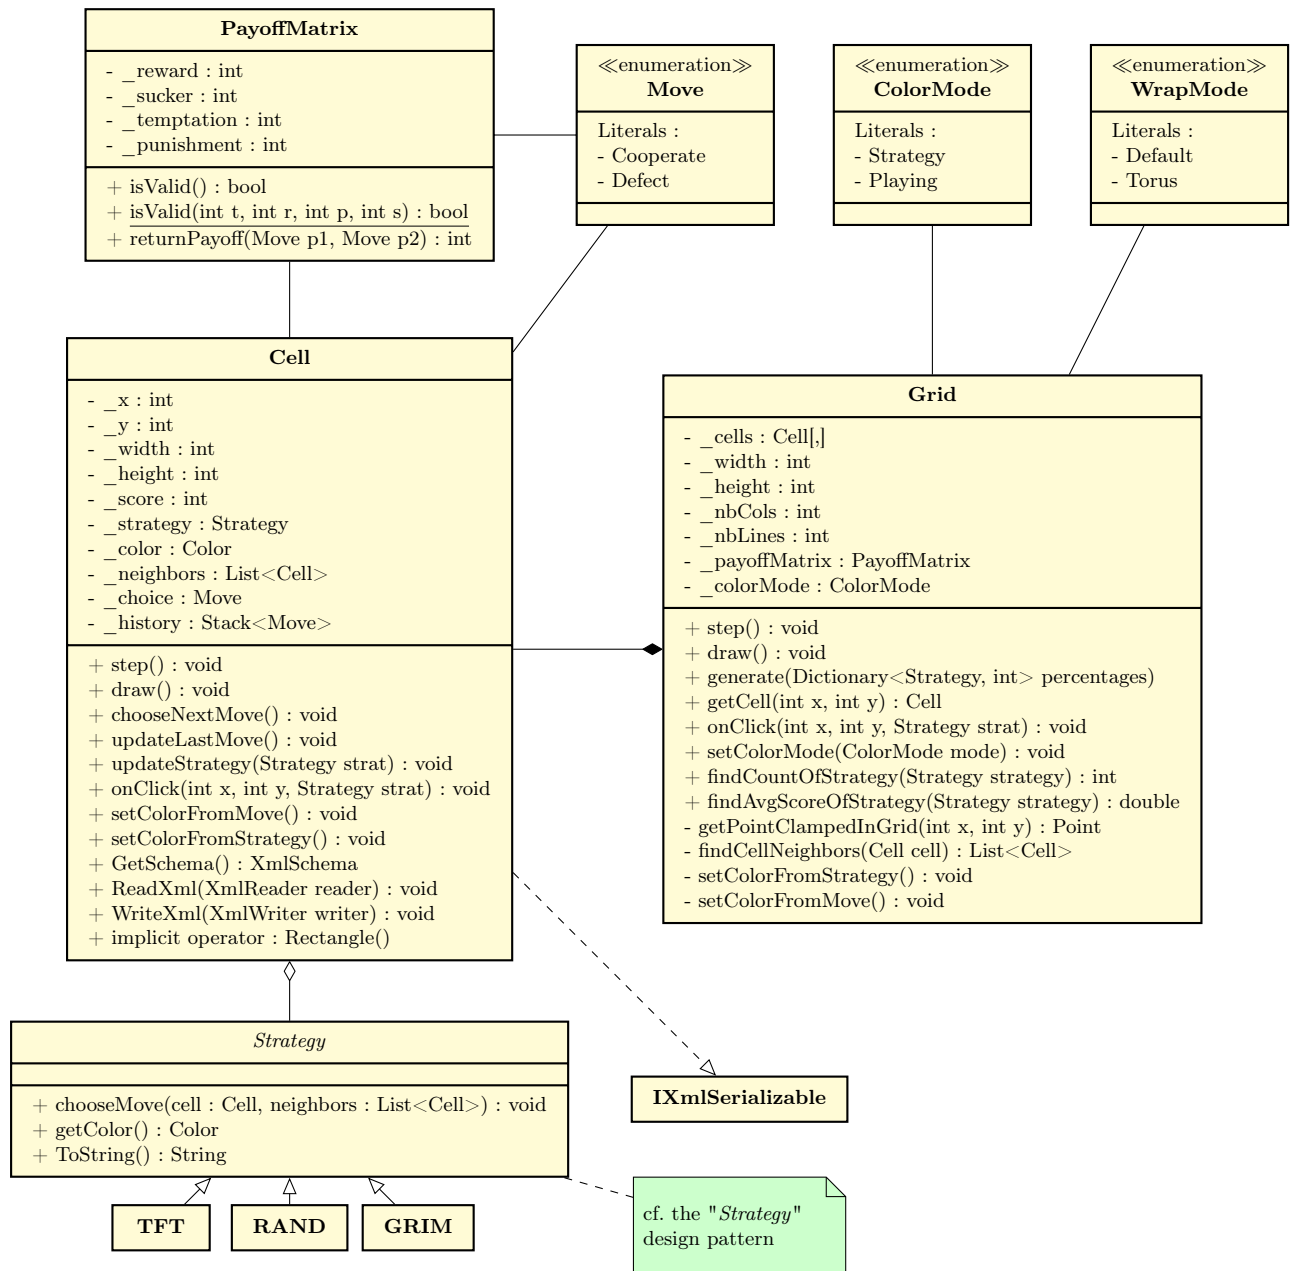 PayoffMatrix
- _reward : int
- _sucker : int
- _temptation : int
- _punishment : int
+ isValid() : bool
+ isValid(int t, int r, int p, int s) : bool
+ returnPayoff(Move p1, Move p2) : int
≪enumeration≫
Move
Literals :
- Cooperate
- Defect
≪enumeration≫
ColorMode
Literals :
- Strategy
- Playing
≪enumeration≫
WrapMode
Literals :
- Default
- Torus
Cell
- _x : int
- _y : int
- _width : int
- _height : int
- _score : int
- _strategy : Strategy
- _color : Color
- _neighbors : List<Cell>
- _choice : Move
- _history : Stack<Move>
+ step() : void
+ draw() : void
+ chooseNextMove() : void
+ updateLastMove() : void
+ updateStrategy(Strategy strat) : void
+ onClick(int x, int y, Strategy strat) : void
+ setColorFromMove() : void
+ setColorFromStrategy() : void
+ GetSchema() : XmlSchema
+ ReadXml(XmlReader reader) : void
+ WriteXml(XmlWriter writer) : void
+ implicit operator : Rectangle()
Grid
- _cells : Cell[,]
- _width : int
- _height : int
- _nbCols : int
- _nbLines : int
- _payoffMatrix : PayoffMatrix
- _colorMode : ColorMode
+ step() : void
+ draw() : void
+ generate(Dictionary<Strategy, int> percentages)
+ getCell(int x, int y) : Cell
+ onClick(int x, int y, Strategy strat) : void
+ setColorMode(ColorMode mode) : void
+ findCountOfStrategy(Strategy strategy) : int
+ findAvgScoreOfStrategy(Strategy strategy) : double
- getPointClampedInGrid(int x, int y) : Point
- findCellNeighbors(Cell cell) : List<Cell>
- setColorFromStrategy() : void
- setColorFromMove() : void
Strategy
+ chooseMove(cell : Cell, neighbors : List<Cell>) : void
+ getColor() : Color
+ ToString() : String
IXmlSerializable
TFT
RAND
GRIM
cf. the "Strategy"
design pattern